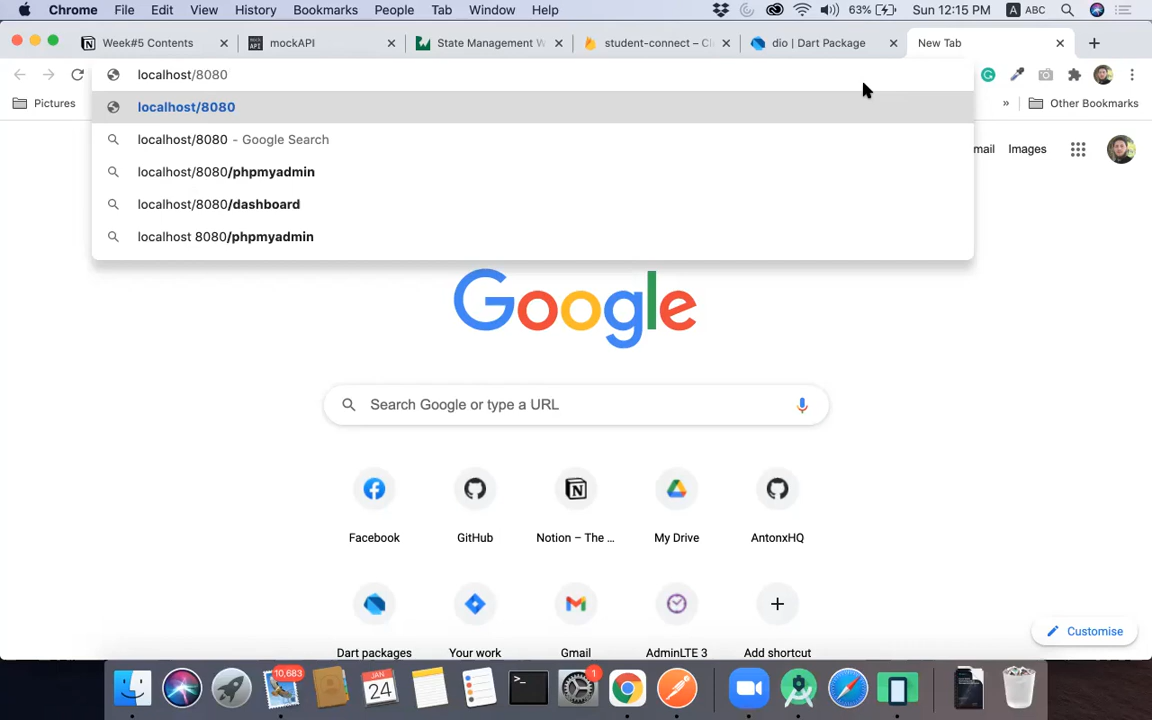 Chrome File Edit View History Bookmarks People Tab Window Help 63% Sun 12:15 PM A ABC
Week#5 Contents mockAPI State Management W student-connect – Cl dio | Dart Package New Tab
localhost/8080
Pictures » Other Bookmarks
localhost/8080
localhost/8080 - Google Search
mail Images
localhost/8080/phpmyadmin
localhost/8080/dashboard
localhost 8080/phpmyadmin
Google
Search Google or type a URL
Facebook GitHub Notion – The ... My Drive AntonxHQ
Dart packages Your work Gmail AdminLTE 3 Add shortcut
Customise
10,683 JAN 24 1